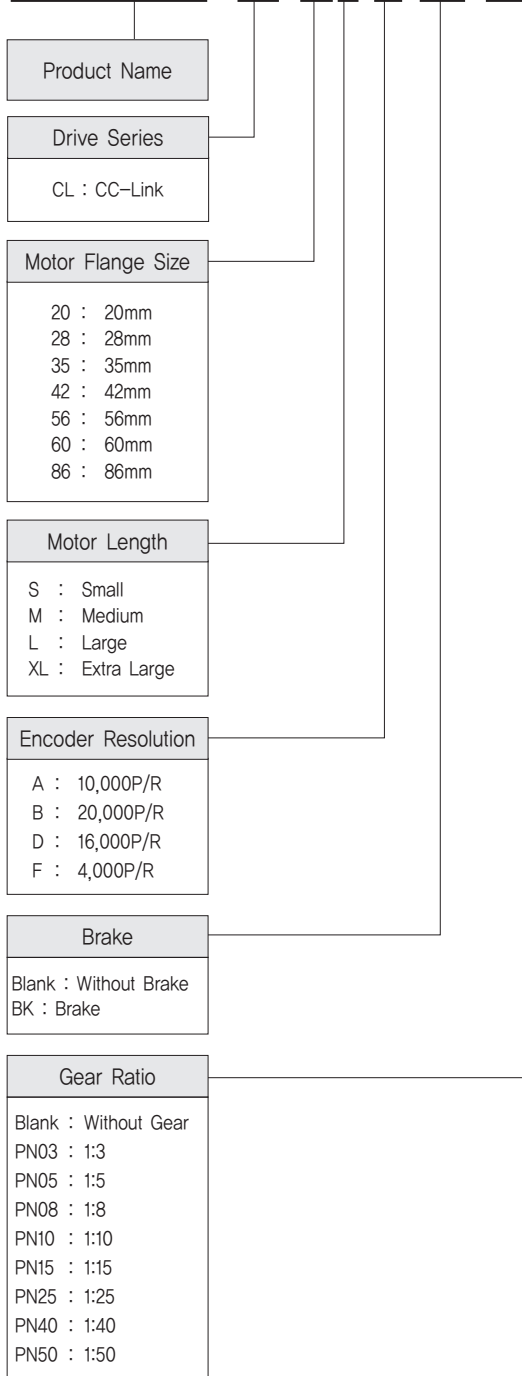 Product Name
Drive Series
CL : CC-Link
Motor Flange Size
20 : 20mm
28 : 28mm
35 : 35mm
42 : 42mm
56 : 56mm
60 : 60mm
86 : 86mm
Motor Length
S : Small
M : Medium
L : Large
XL : Extra Large
Encoder Resolution
A : 10,000P/R
B : 20,000P/R
D : 16,000P/R
F : 4,000P/R
Brake
Blank : Without Brake
BK : Brake
Gear Ratio
Blank : Without Gear
PN03 : 1:3
PN05 : 1:5
PN08 : 1:8
PN10 : 1:10
PN15 : 1:15
PN25 : 1:25
PN40 : 1:40
PN50 : 1:50